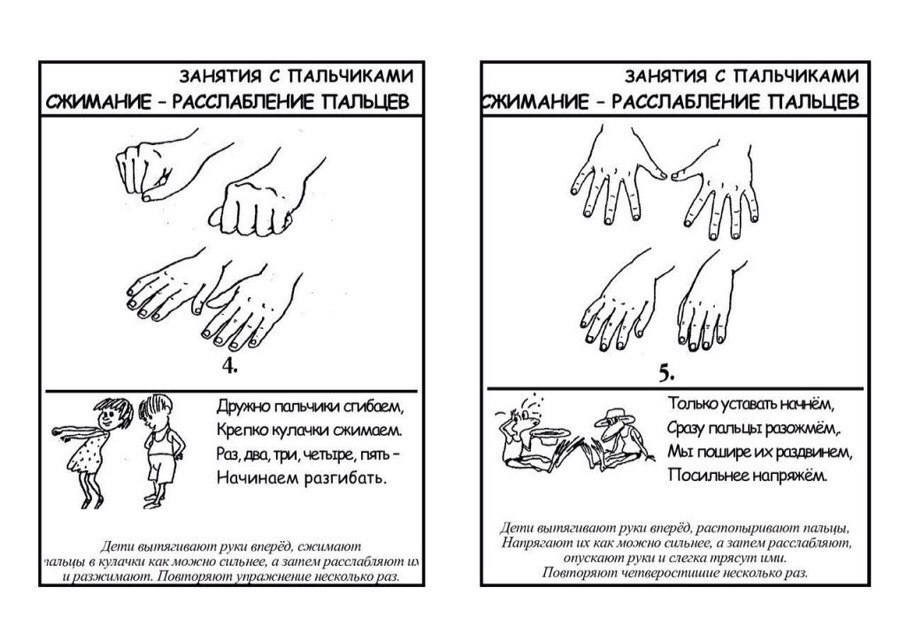 ЗАНЯТИЯ С ПАЛЬЧИКАМИ
СЖИМАНИЕ – РАССЛАБЛЕНИЕ ПАЛЬЦЕВ
4.
Дружно пальчики сгибаем,
Крепко кулачки сжимаем.
Раз, два, три, четыре, пять –
Начинаем разгибать.
Дети вытягивают руки вперёд, сжимают
пальцы в кулачки как можно сильнее, а затем расслабляют их
и разжимают. Повторяют упражнение несколько раз.
ЗАНЯТИЯ С ПАЛЬЧИКАМИ
СЖИМАНИЕ – РАССЛАБЛЕНИЕ ПАЛЬЦЕВ
5.
Только уставать начнём,
Сразу пальцы разожмём,.
Мы пошире их раздвинем,
Посильнее напряжём.
Дети вытягивают руки вперёд, растопыривают пальцы,
Напрягают их как можно сильнее, а затем расслабляют,
опускают руки и слегка трясут ими.
Повторяют четверостишие несколько раз.